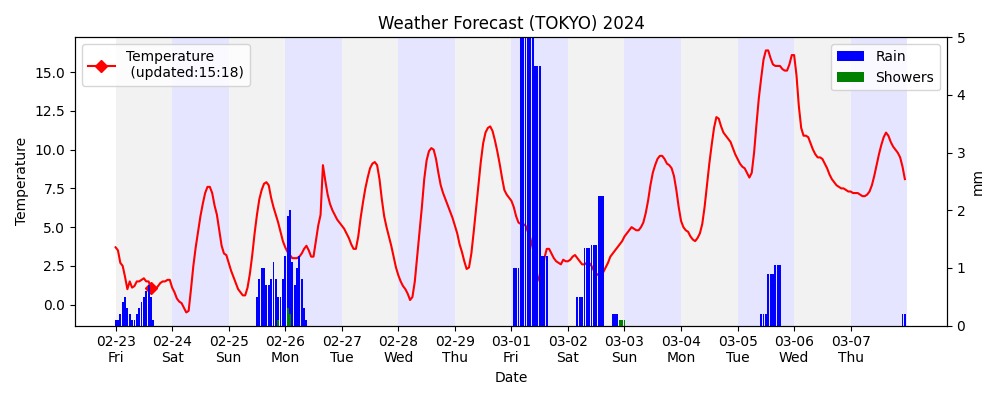 Weather Forecast (TOKYO) 2024
Temperature
(updated:15:18)
Rain
Showers
Temperature
15.0
12.5
10.0
7.5
5.0
2.5
0.0
5
4
3
2
1
0
mm
02-23 02-24 02-25 02-26 02-27 02-28 02-29 03-01 03-02 03-03 03-04 03-05 03-06 03-07
Fri Sat Sun Mon Tue Wed Thu Fri Sat Sun Mon Tue Wed Thu
Date